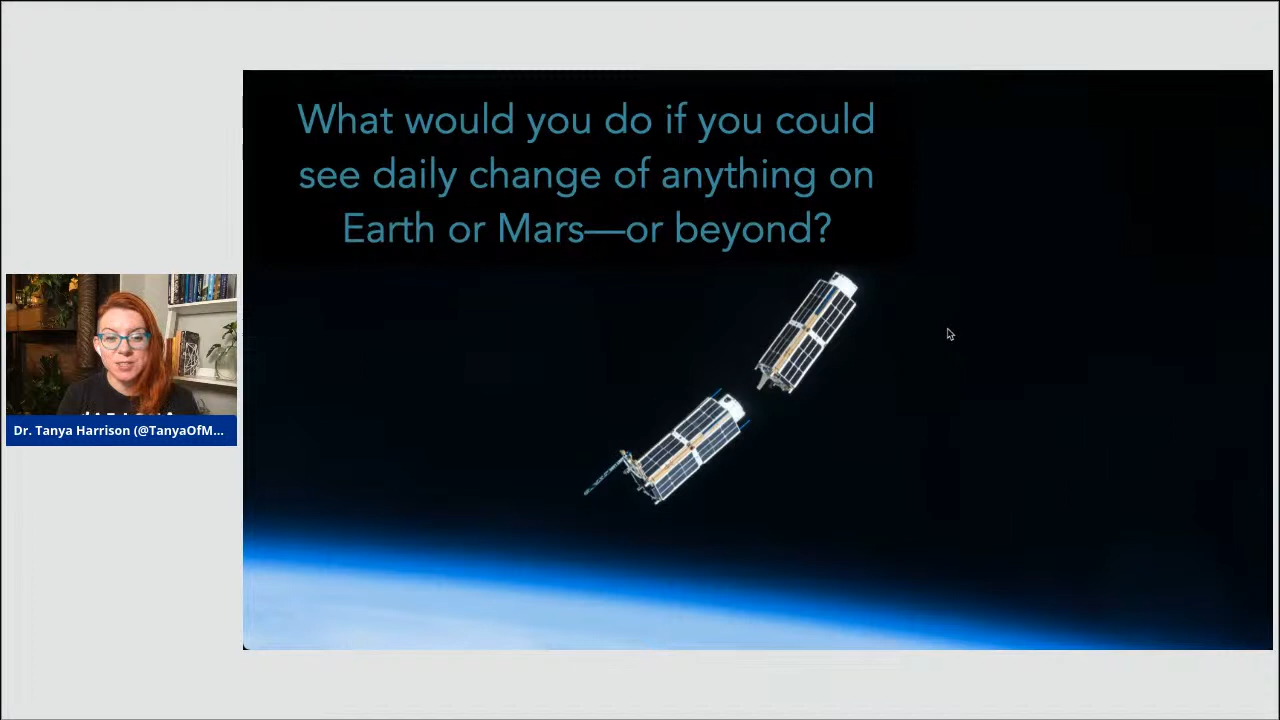 What would you do if you could
see daily change of anything on
Earth or Mars—or beyond?
Dr. Tanya Harrison (@TanyaOfM...